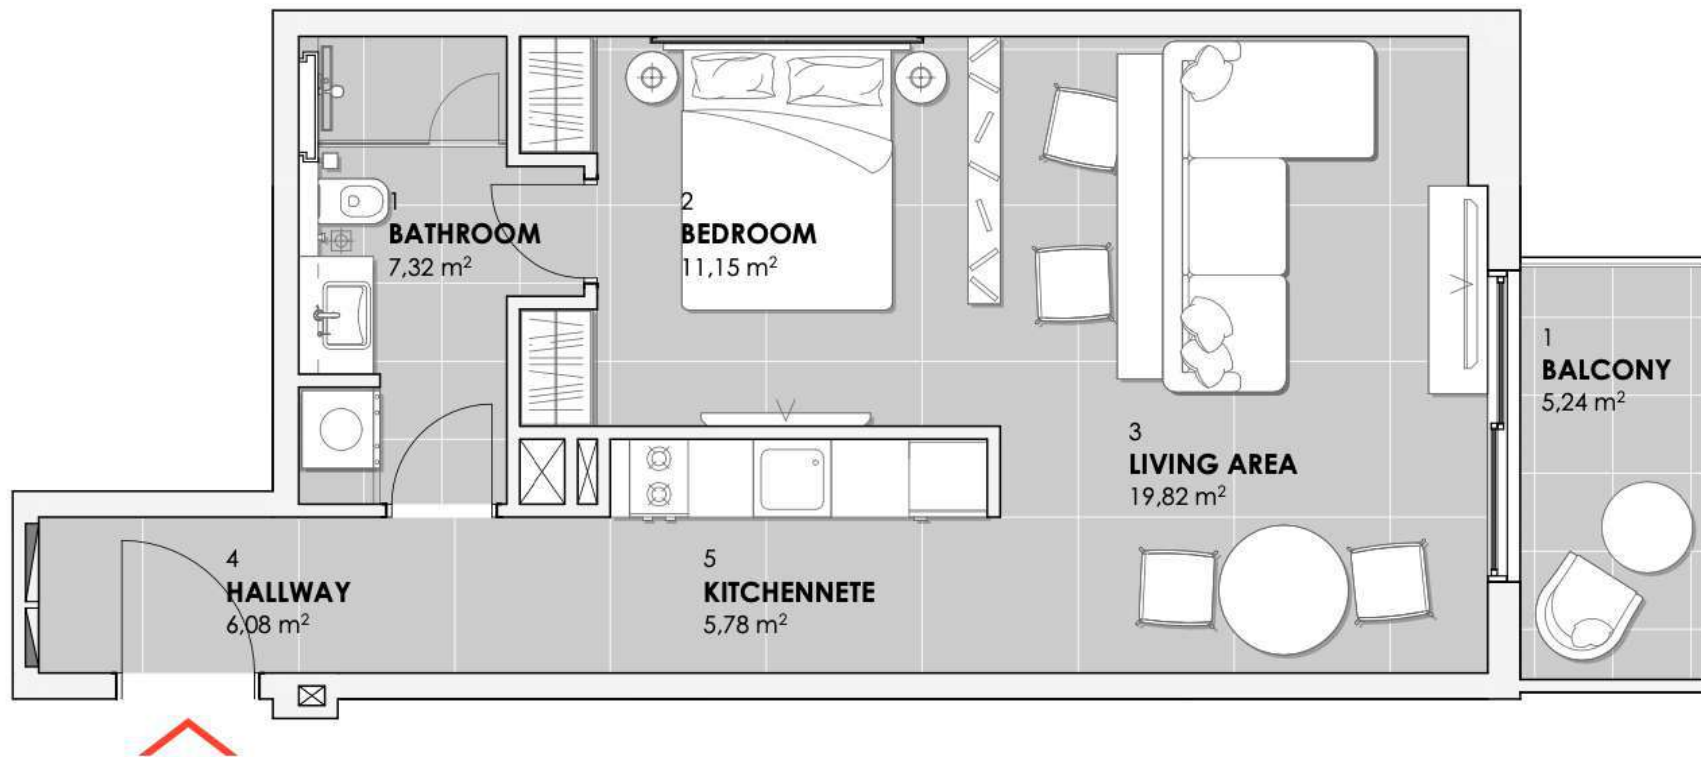 1
BATHROOM
7,32 m²
2
BEDROOM
11,15 m²
3
LIVING AREA
19,82 m²
1
BALCONY
5,24 m²
4
HALLWAY
6,08 m²
5
KITCHENNETE
5,78 m²